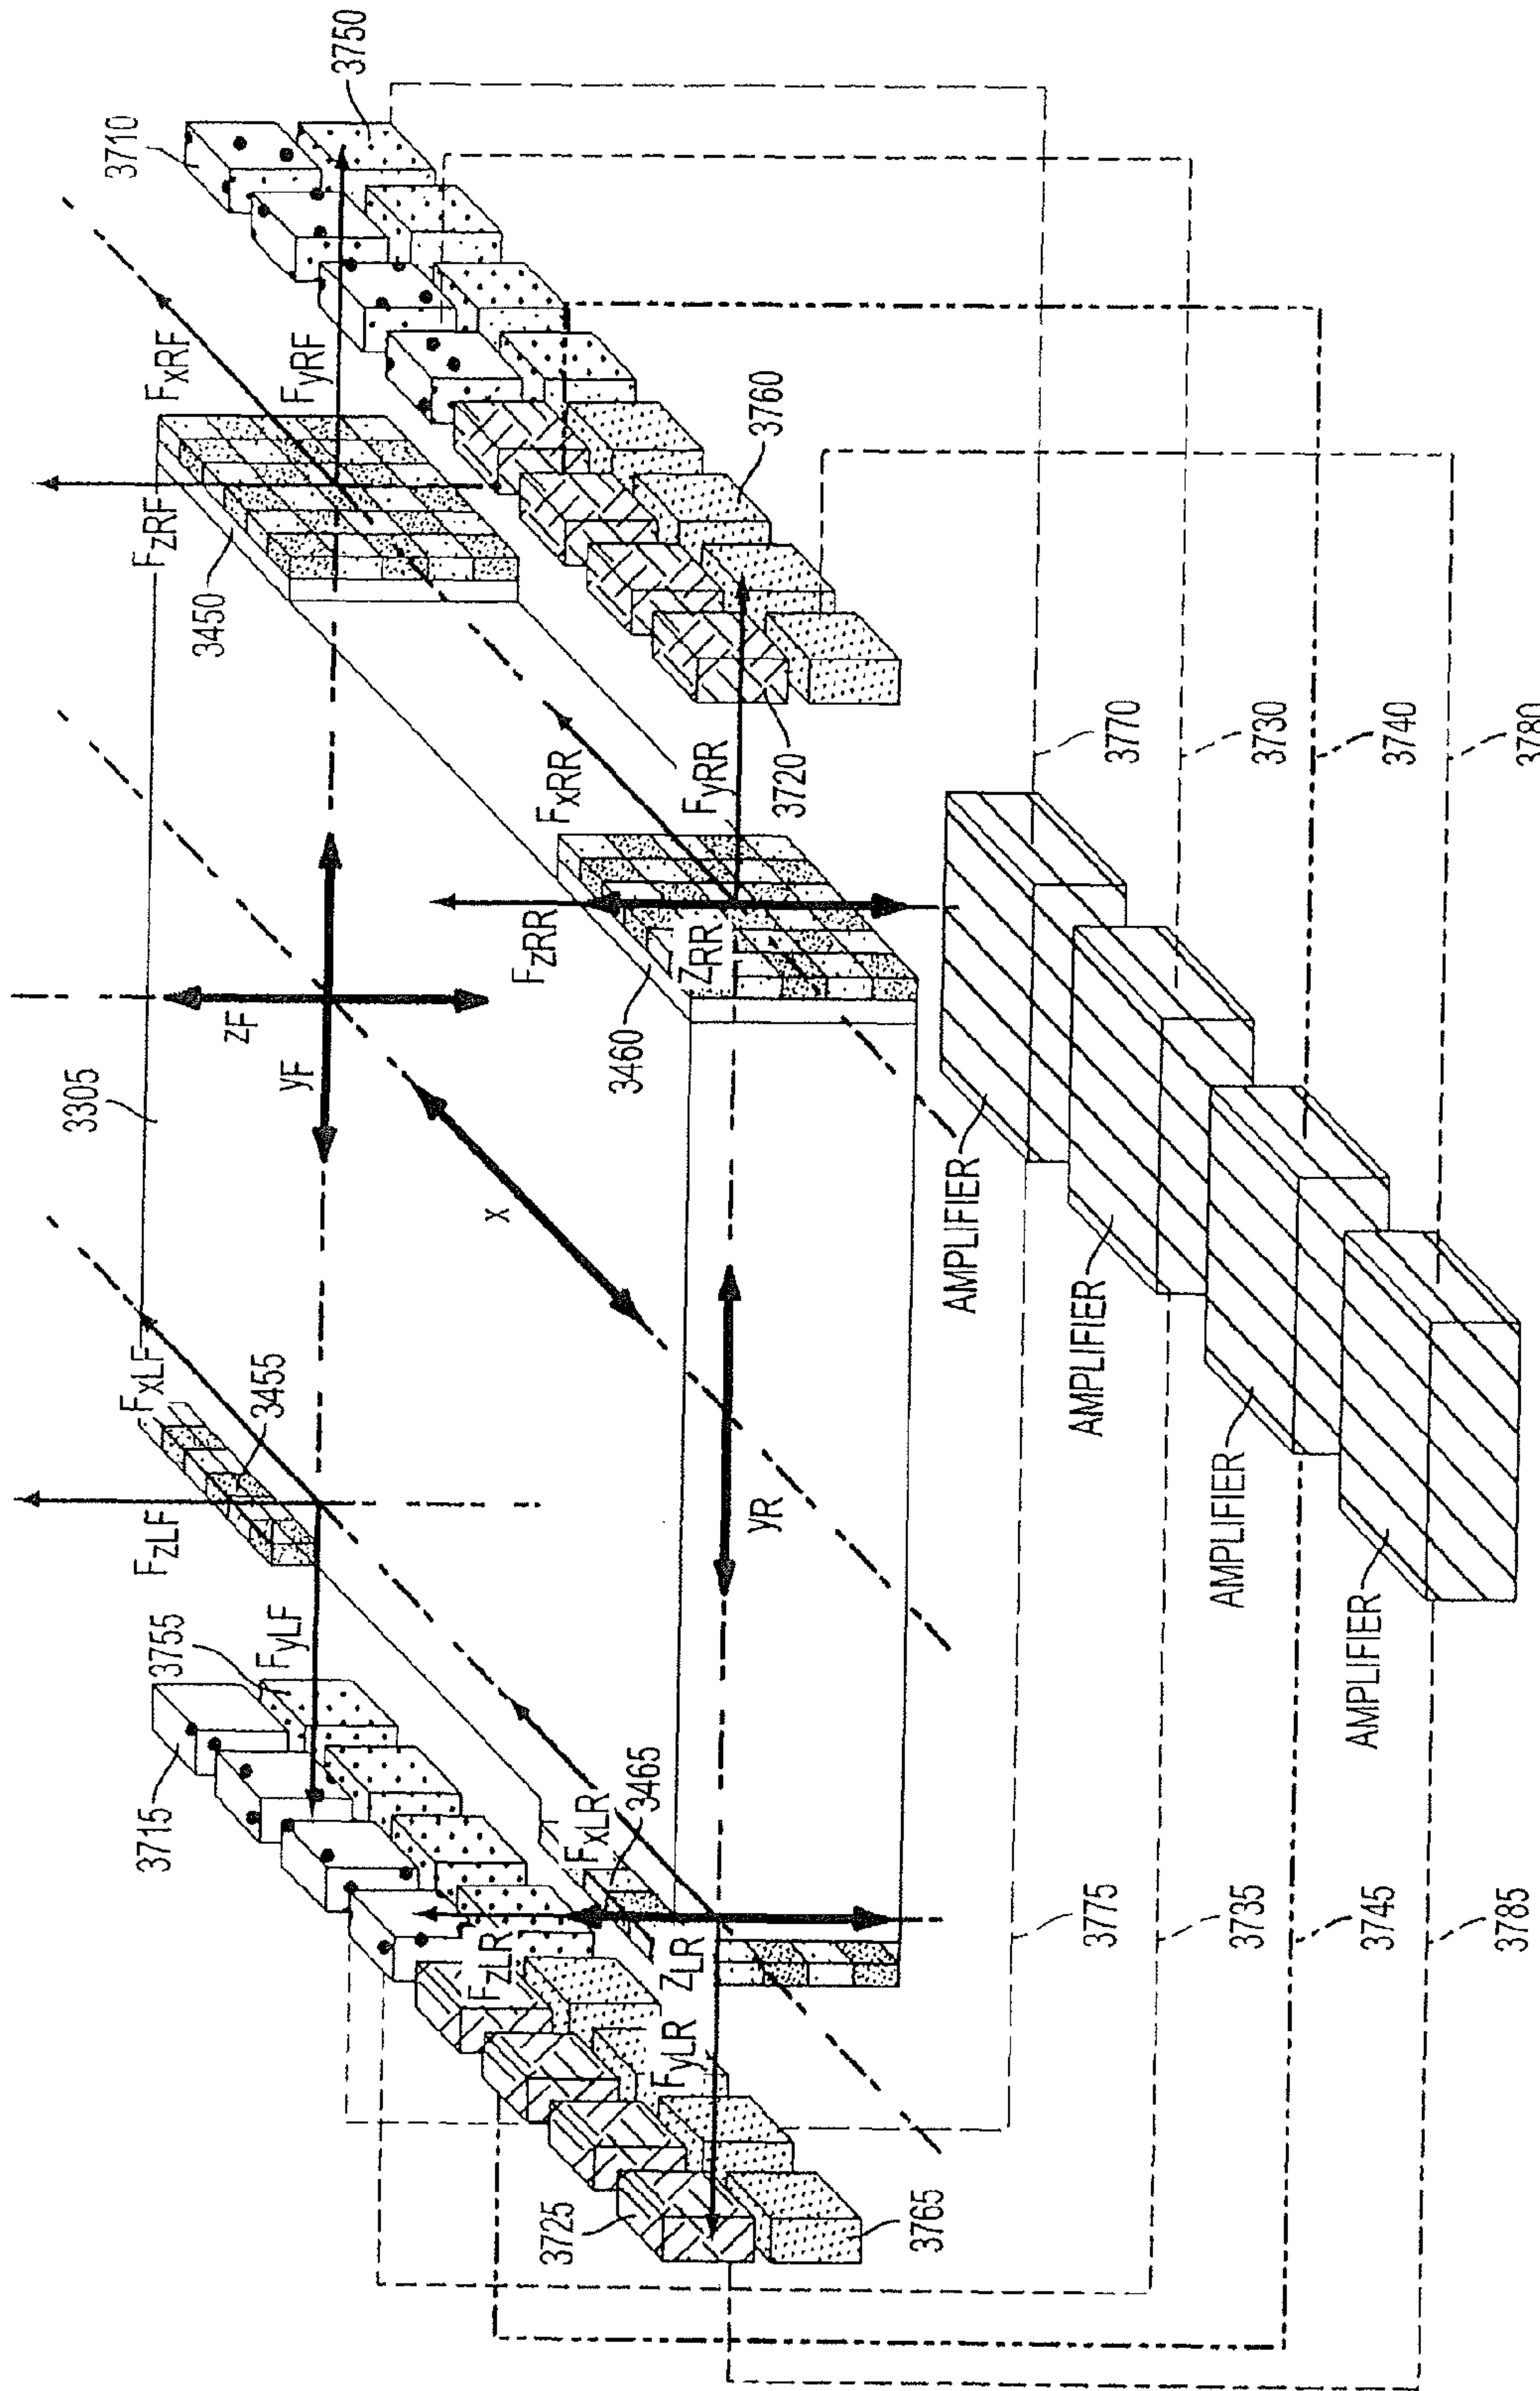 3710
3750
FxRF
FyRF
FzRF
3450
3760
FxRR
FyRR
3720
FzRR
ZRR
3460
3770
3730
3740
3780
3305
zF
yF
x
AMPLIFIER
AMPLIFIER
AMPLIFIER
AMPLIFIER
FxLF
3455
FzLF
yR
3755
FyLF
3715
FxLR
3465
FzLR
ZLR
FyLR
3775
3735
3745
3785
3725
3765